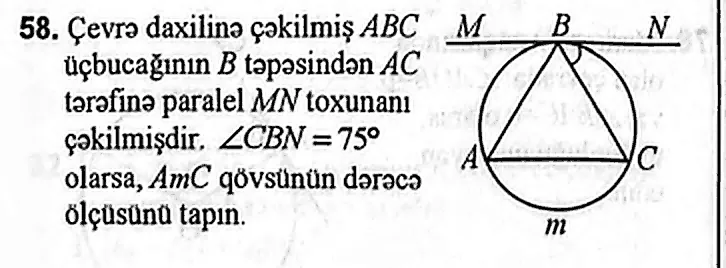 58. Çevrə daxilinə çəkilmiş ABC
üçbucağının B təpəsindən AC
tərəfinə paralel MN toxunanı
çəkilmişdir. ∠CBN = 75°
olarsa, AmC qövsünün dərəcə
ölçüsünü tapın.
M B N
A C
m